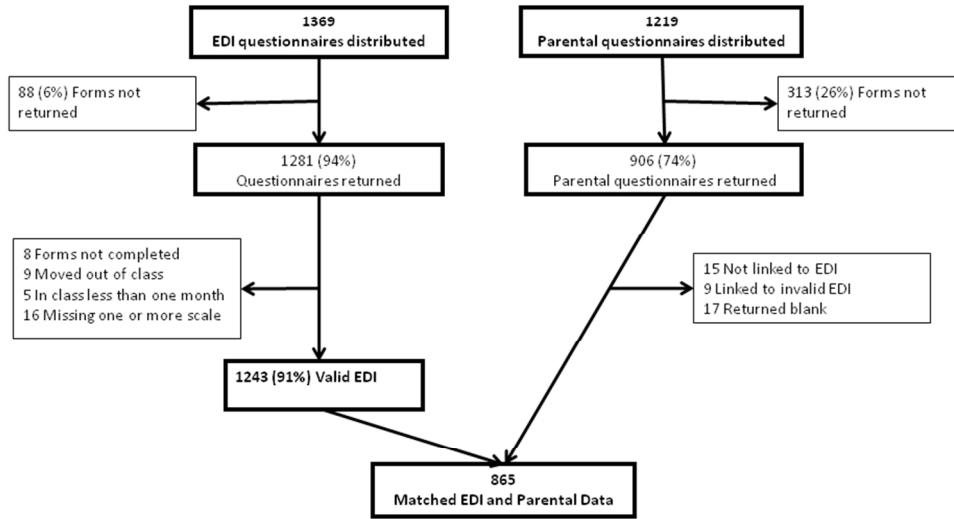 1369
EDI questionnaires distributed
1219
Parental questionnaires distributed
88 (6%) Forms not
returned
313 (26%) Forms not
returned
1281 (94%)
Questionnaires returned
906 (74%)
Parental questionnaires returned
8 Forms not completed
9 Moved out of class
5 In class less than one month
16 Missing one or more scale
15 Not linked to EDI
9 Linked to invalid EDI
17 Returned blank
1243 (91%) Valid EDI
865
Matched EDI and Parental Data